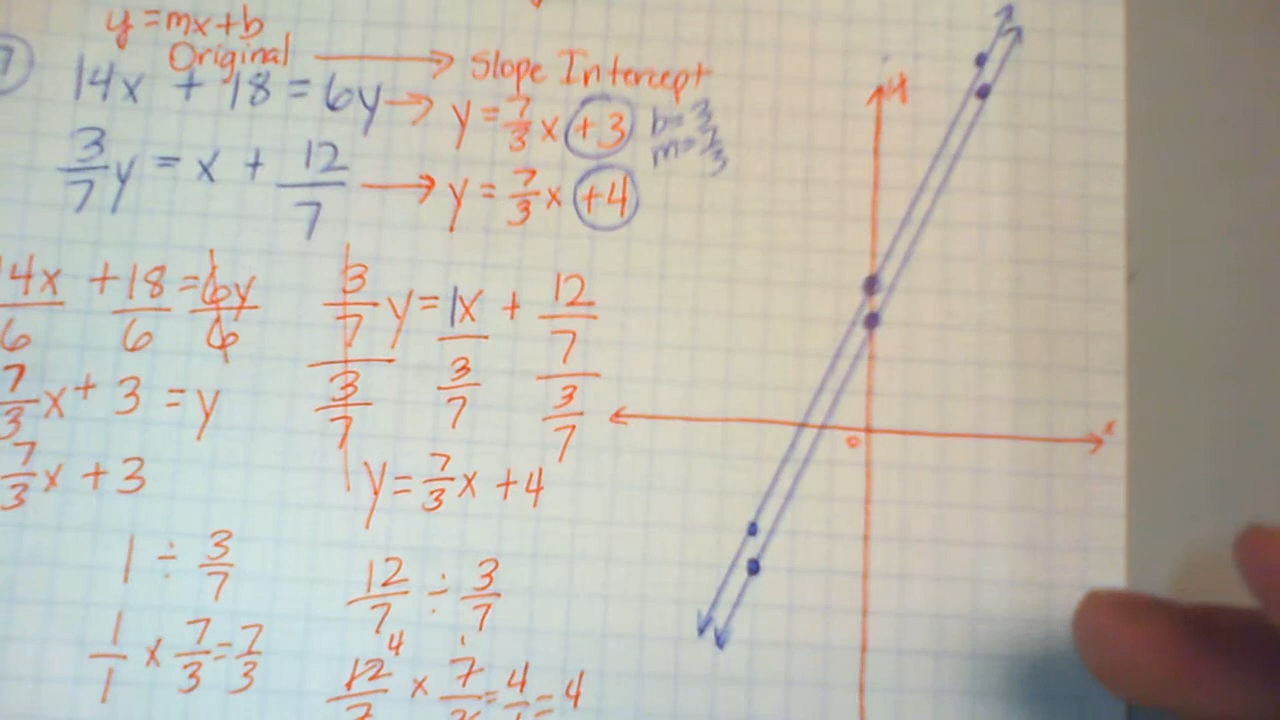 y = mx + b
Original → Slope Intercept
7
14x + 18 = 6y → y = 7/3 x + 3
b = 3
m = 7/3
3/7 y = x + 12/7 → y = 7/3 x + 4
4x/6 + 18/6 = 6y/6
7/3 x + 3 = y
7/3 x + 3
3/7 y / 3/7 = 1x / 3/7 + 12/7 / 3/7
y = 7/3 x + 4
1 ÷ 3/7
1/1 x 7/3 = 7/3
12/7 ÷ 3/7
4 1
12/7 x 7/ = 4/1 = 4
y
x
0